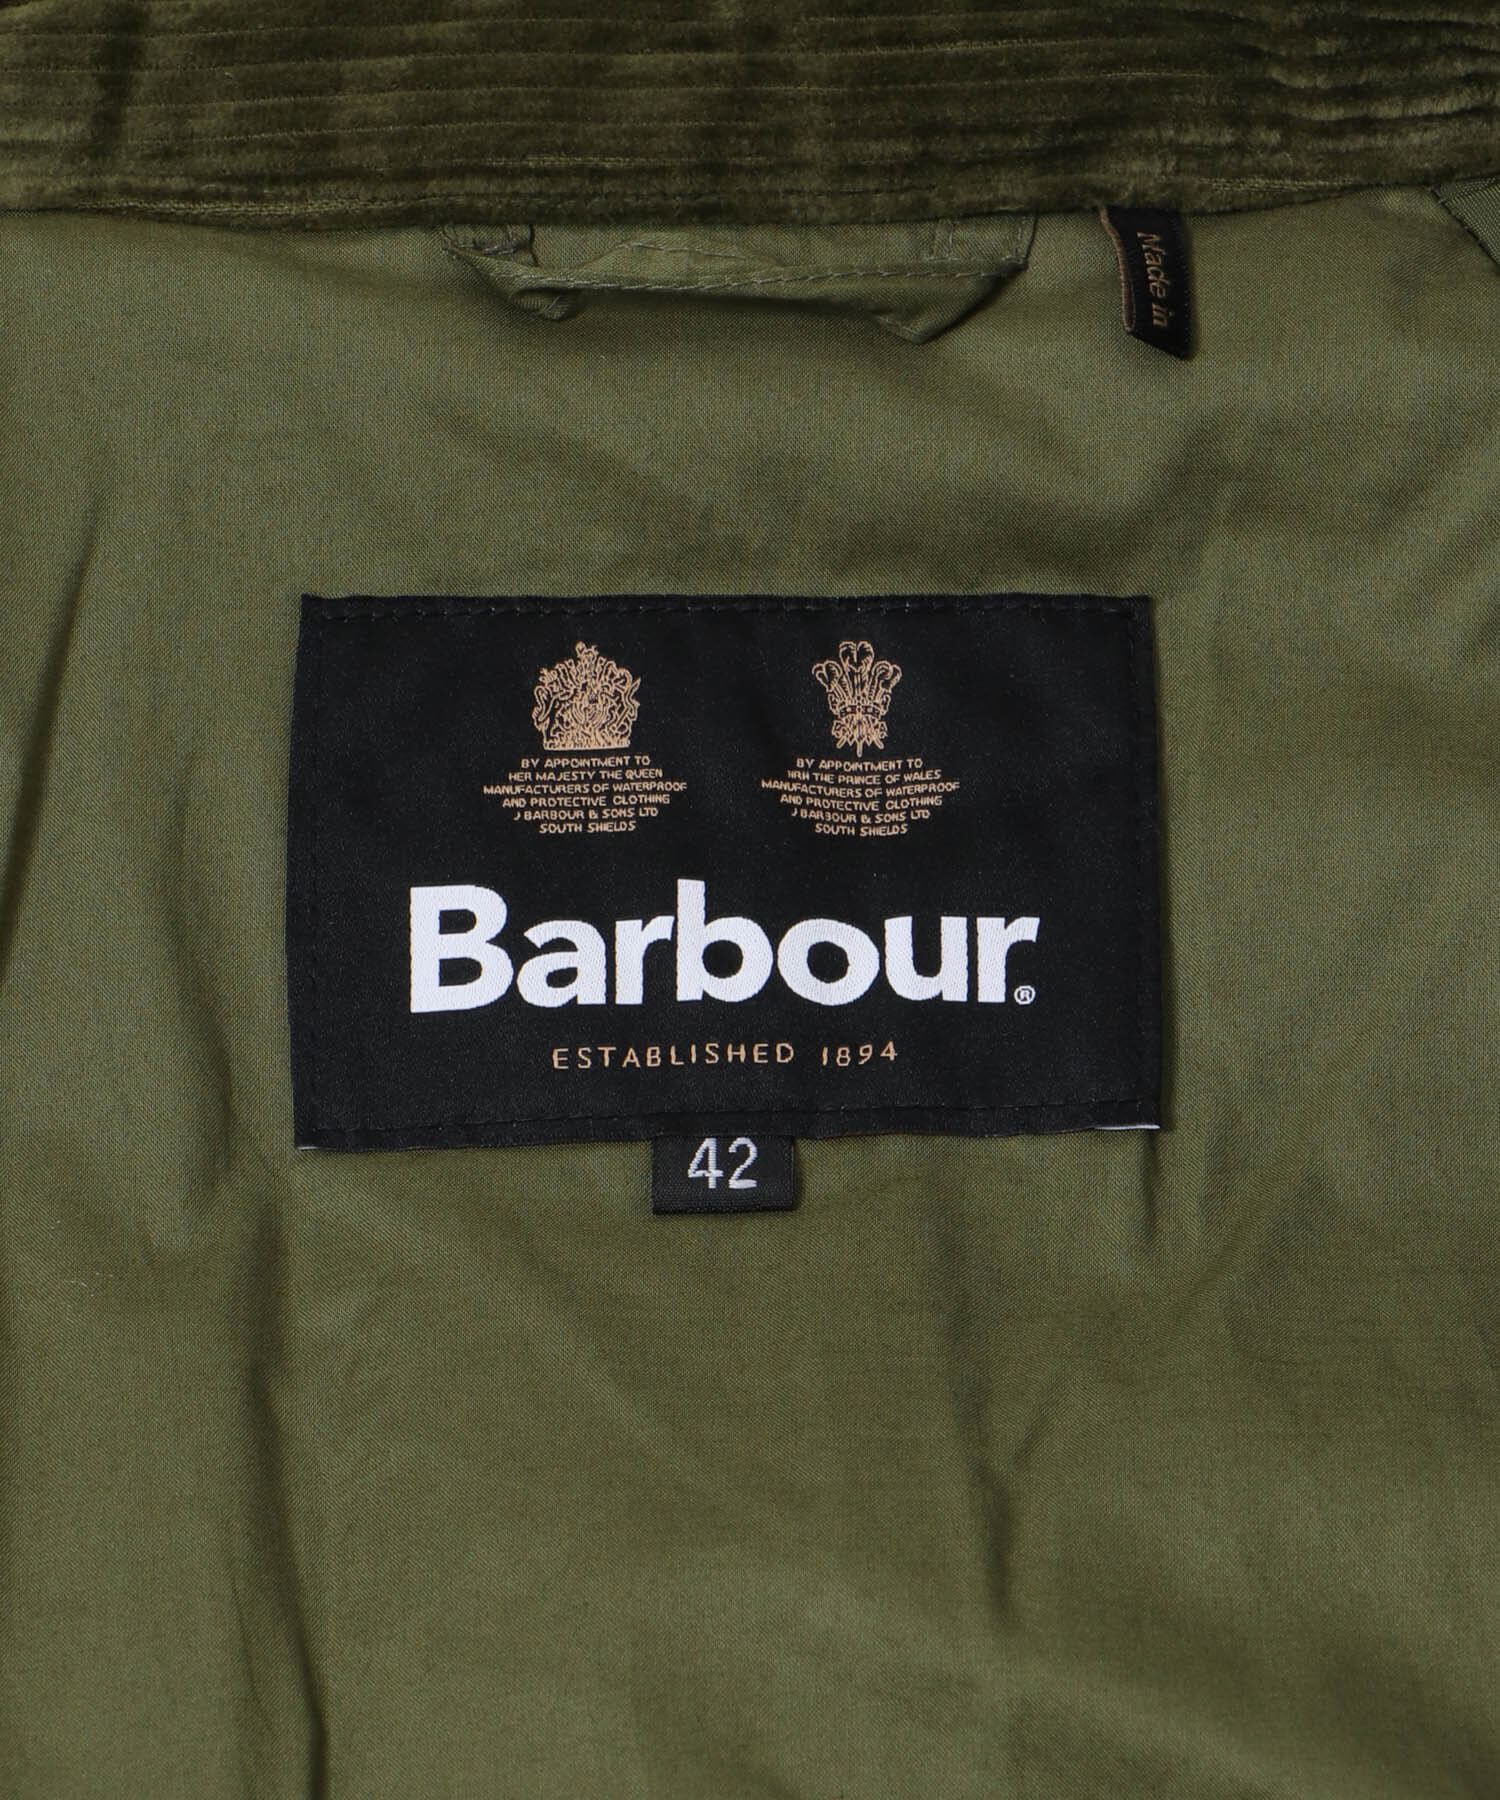 Made in
BY APPOINTMENT TO
HER MAJESTY THE QUEEN
MANUFACTURERS OF WATERPROOF
AND PROTECTIVE CLOTHING
J BARBOUR & SONS LTD
SOUTH SHIELDS
BY APPOINTMENT TO
HRH THE PRINCE OF WALES
MANUFACTURERS OF WATERPROOF
AND PROTECTIVE CLOTHING
J BARBOUR & SONS LTD
SOUTH SHIELDS
Barbour®
ESTABLISHED 1894
42